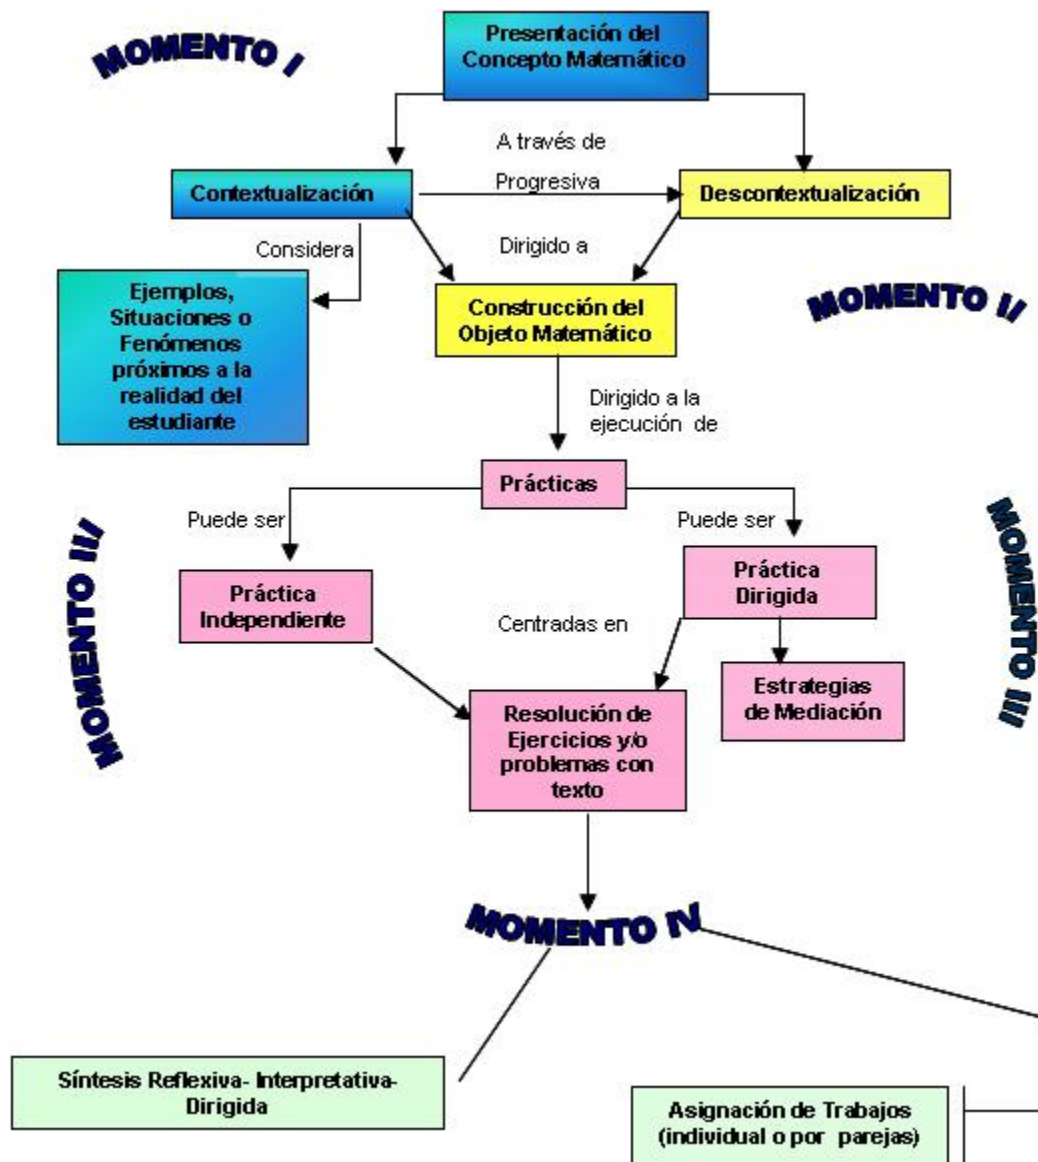 MOMENTO I
Presentación del
Concepto Matemático
A través de
Contextualización
Progresiva
Descontextualización
Considera
Dirigido a
Ejemplos,
Situaciones o
Fenómenos
próximos a la
realidad del
estudiante
Construcción del
Objeto Matemático
MOMENTO II
Dirigido a la
ejecución de
Prácticas
Puede ser
Puede ser
MOMENTO III
Práctica
Independiente
Centradas en
Práctica
Dirigida
MOMENTO III
Estrategias
de Mediación
Resolución de
Ejercicios y/o
problemas con
texto
MOMENTO IV
Síntesis Reflexiva- Interpretativa-
Dirigida
Asignación de Trabajos
(individual o por parejas)